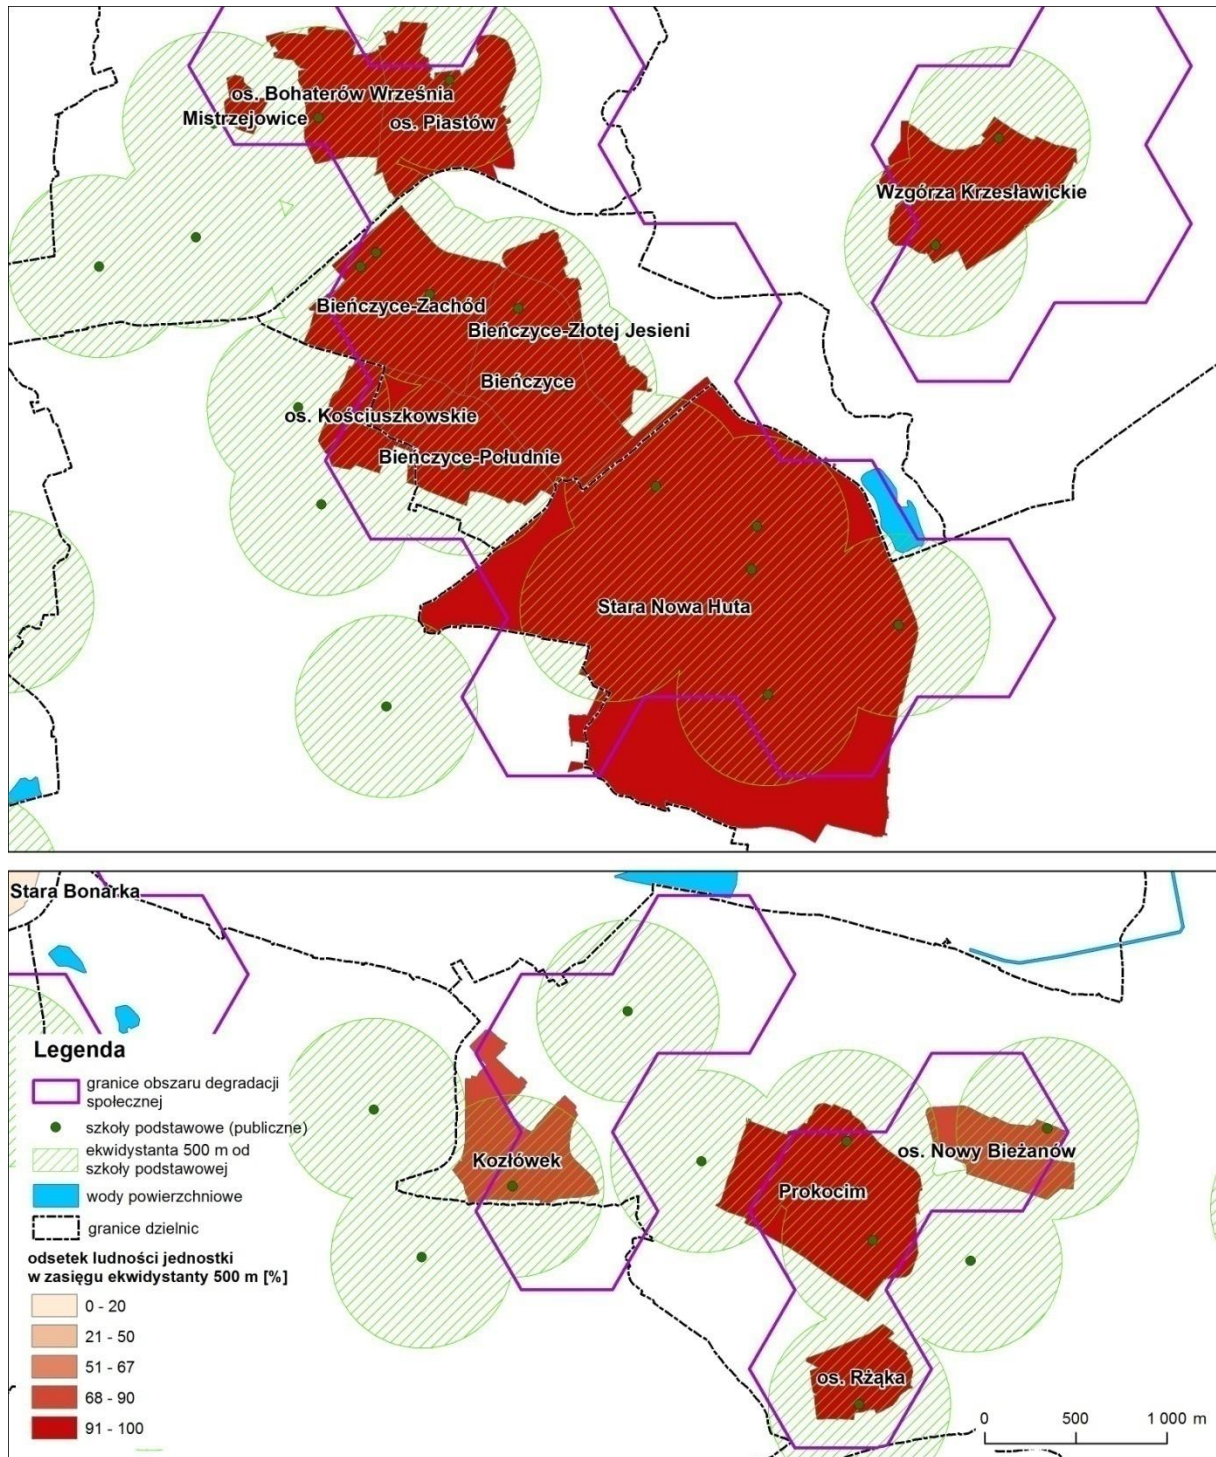 os. Bohaterów Września
Mistrzejowice
os. Piastów
Wzgórza Krzesławickie
Bieńczyce-Zachód
Bieńczyce-Złotej Jesieni
Bieńczyce
os. Kościuszkowskie
Bieńczyce-Południe
Stara Nowa Huta
Stara Bonarka
Kozłówek
os. Nowy Bieżanów
Prokocim
os. Rżąka
Legenda
granice obszaru degradacji
społecznej
szkoły podstawowe (publiczne)
ekwidystanta 500 m od
szkoły podstawowej
wody powierzchniowe
granice dzielnic
odsetek ludności jednostki
w zasięgu ekwidystanty 500 m [%]
0 - 20
21 - 50
51 - 67
68 - 90
91 - 100
0 500 1 000 m